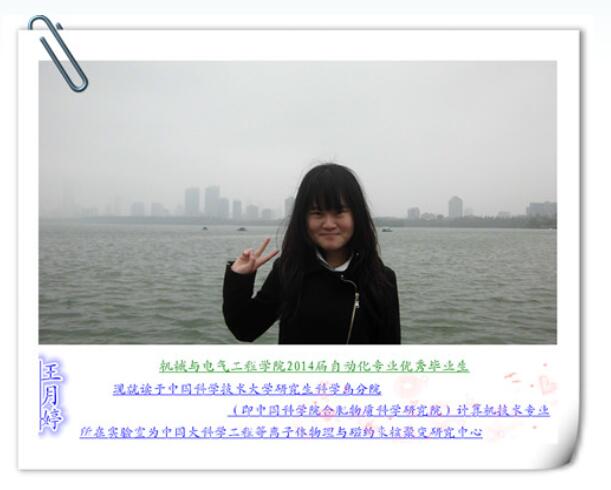 王月婷
机械与电气工程学院2014届自动化专业优秀毕业生
现就读于中国科学技术大学研究生科学岛分院
（即中国科学院合肥物质科学研究院）计算机技术专业
所在实验室为中国大科学工程等离子体物理与磁约束核聚变研究中心